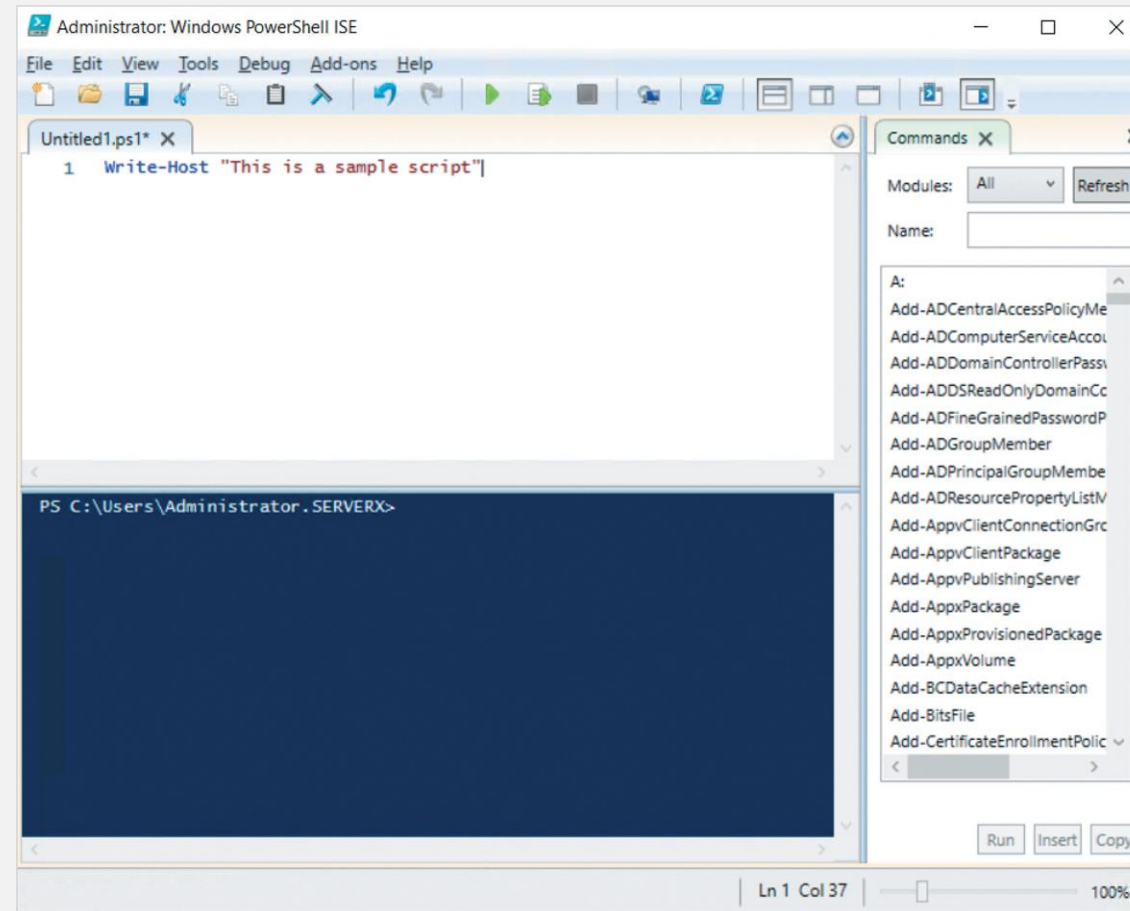 Administrator: Windows PowerShell ISE
File Edit View Tools Debug Add-ons Help
Untitled1.ps1* X
1 Write-Host "This is a sample script"
PS C:\Users\Administrator.SERVERX>
Commands X
Modules: All Refresh
Name:
A:
Add-ADCentralAccessPolicyMe
Add-ADComputerServiceAccou
Add-ADDomainControllerPassw
Add-ADDSReadOnlyDomainCo
Add-ADFineGrainedPasswordP
Add-ADGroupMember
Add-ADPrincipalGroupMembe
Add-ADResourcePropertyListM
Add-AppvClientConnectionGro
Add-AppvClientPackage
Add-AppvPublishingServer
Add-AppxPackage
Add-AppxProvisionedPackage
Add-AppxVolume
Add-BCDataCacheExtension
Add-BitsFile
Add-CertificateEnrollmentPolic
Run Insert Copy
Ln 1 Col 37 100%